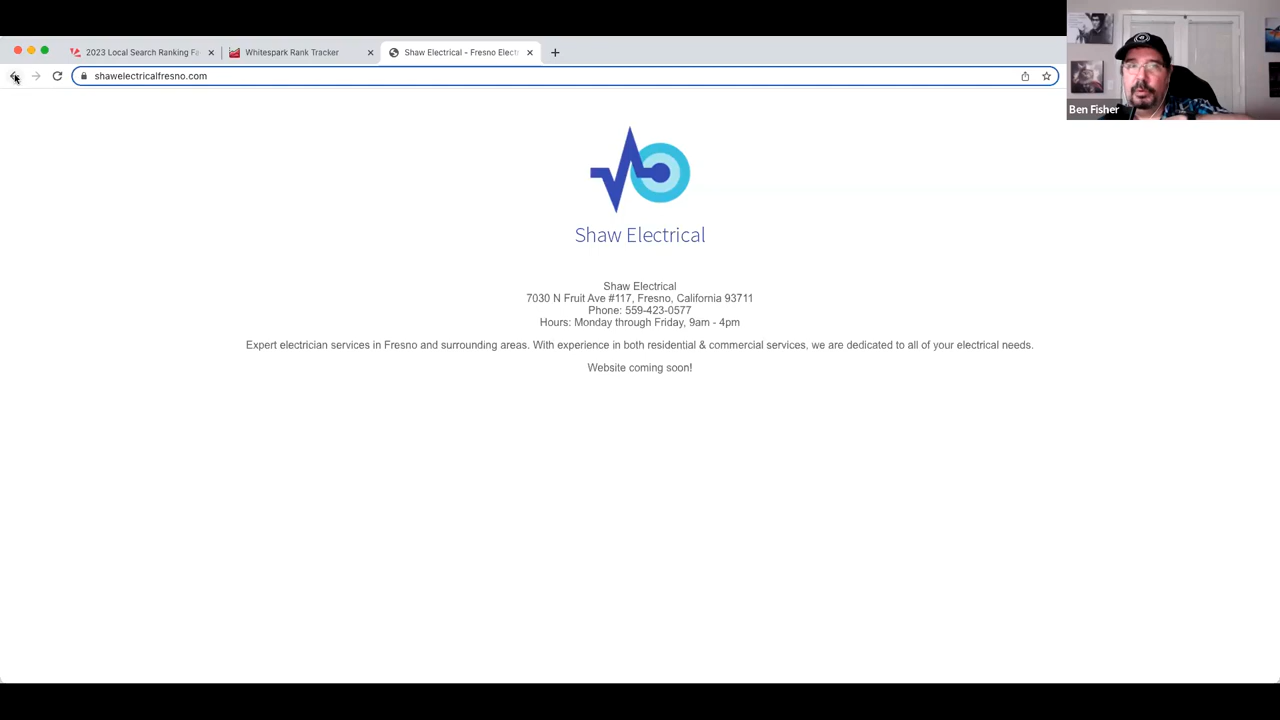 2023 Local Search Ranking Fa
Whitespark Rank Tracker
Shaw Electrical - Fresno Elect
shawelectricalfresno.com
Ben Fisher
Shaw Electrical
Shaw Electrical
7030 N Fruit Ave #117, Fresno, California 93711
Phone: 559-423-0577
Hours: Monday through Friday, 9am - 4pm
Expert electrician services in Fresno and surrounding areas. With experience in both residential & commercial services, we are dedicated to all of your electrical needs.
Website coming soon!